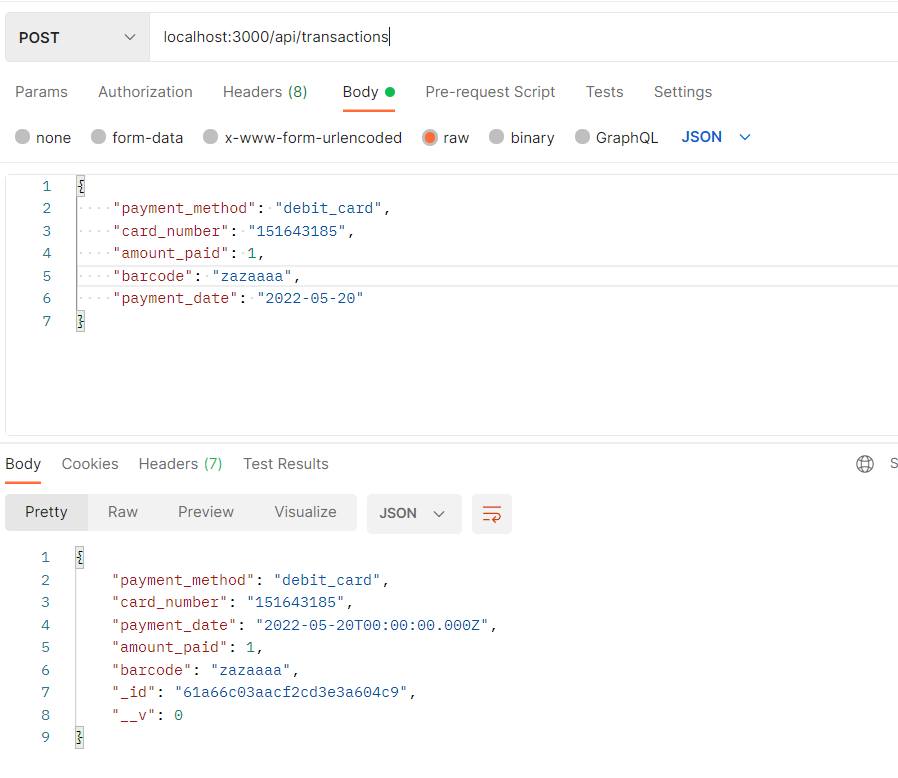 POST localhost:3000/api/transactions
Params Authorization Headers (8) Body Pre-request Script Tests Settings
none form-data x-www-form-urlencoded raw binary GraphQL JSON
1 {
2 "payment_method": "debit_card",
3 "card_number": "151643185",
4 "amount_paid": 1,
5 "barcode": "zazaaaa",
6 "payment_date": "2022-05-20"
7 }
Body Cookies Headers (7) Test Results S
Pretty Raw Preview Visualize JSON
1 {
2 "payment_method": "debit_card",
3 "card_number": "151643185",
4 "payment_date": "2022-05-20T00:00:00.000Z",
5 "amount_paid": 1,
6 "barcode": "zazaaaa",
7 "_id": "61a66c03aacf2cd3e3a604c9",
8 "__v": 0
9 }